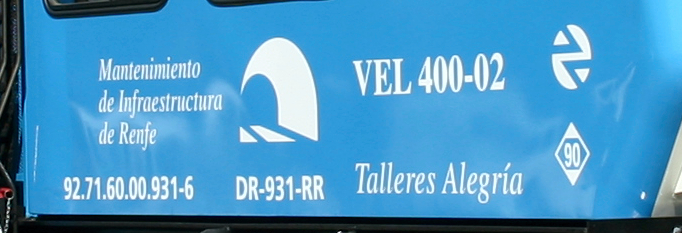 Mantenimiento
de Infraestructura
de Renfe
VEL 400-02
90
92.71.60.00.931-6
DR-931-RR
Talleres Alegría